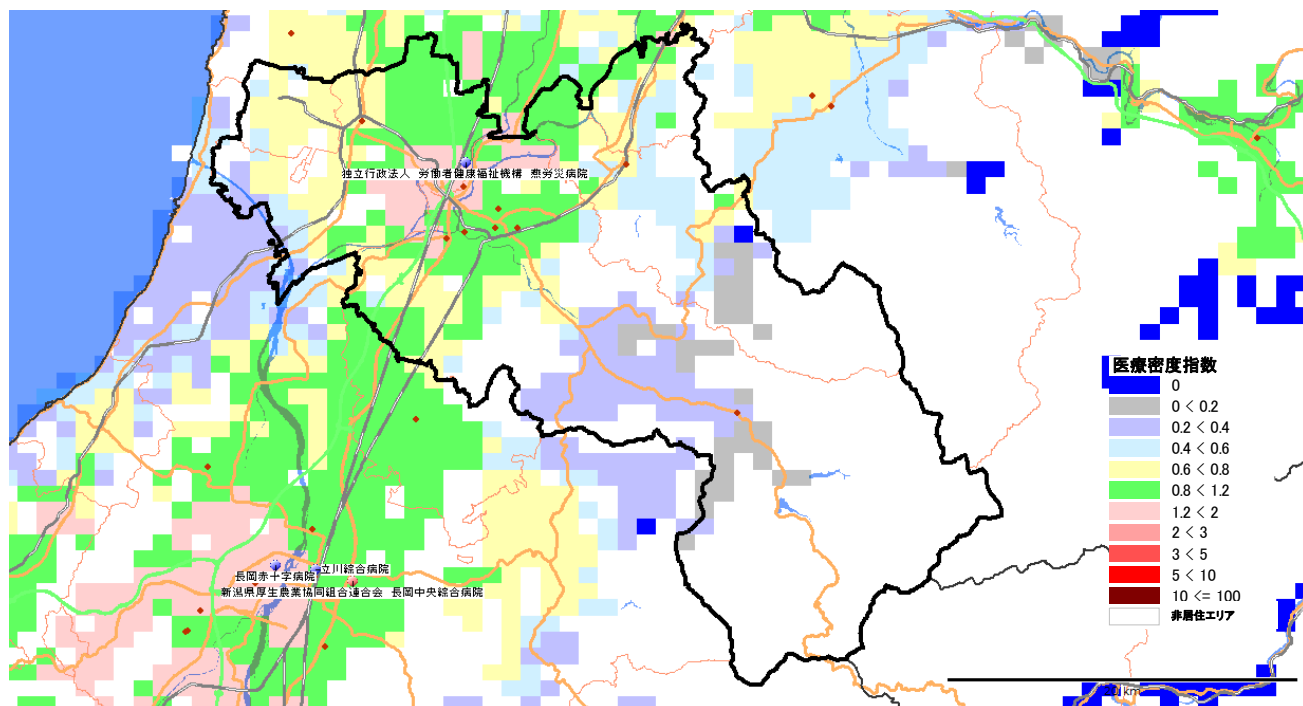 独立行政法人　労働者健康福祉機構　燕労災病院
医療密度指数
0
0 < 0.2
0.2 < 0.4
0.4 < 0.6
0.6 < 0.8
0.8 < 1.2
1.2 < 2
2 < 3
3 < 5
5 < 10
10 <= 100
非居住エリア
立川綜合病院
長岡赤十字病院
新潟県厚生農業協同組合連合会　長岡中央綜合病院
20 km